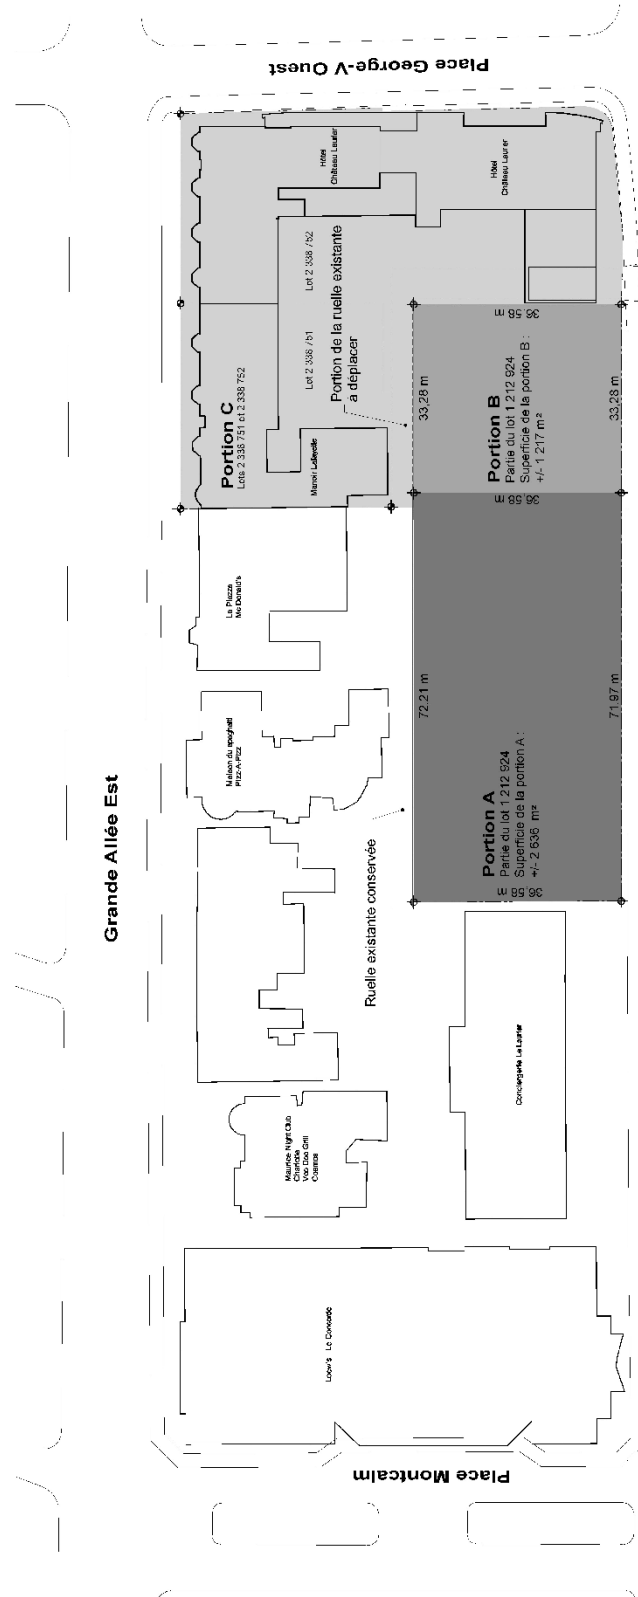 Place George-V Ouest
Hôtel
Château Laurier
Hôtel
Château Laurier
Lot 2 338 752
Lot 2 338 751
Portion de la ruelle existante
à déplacer
Portion C
Lots 2 338 751 et 2 338 752
Manoir Lafayette
36,58 m
33,28 m
Portion B
Partie du lot 1 212 924
Superficie de la portion B :
+/- 1 217 m²
33,28 m
36,58 m
La Piazza
Mc Donald's
72.21 m
71,97 m
Maison du spaghetti
Pizz-A-Pizz
Portion A
Partie du lot 1 212 924
Superficie de la portion A :
+/- 2 636 m²
36,58 m
Grande Allée Est
Ruelle existante conservée
Conciergerie Le Laurier
Maurice Night Club
Charlotte
Voo Doo Grill
Cosmos
Loew's Le Concorde
Place Montcalm